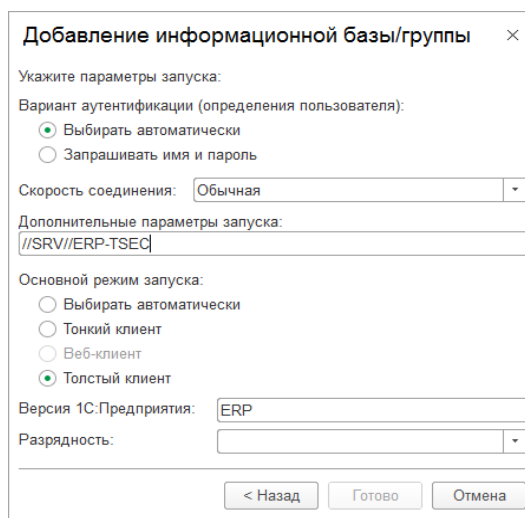 Добавление информационной базы/группы
Укажите параметры запуска:
Вариант аутентификации (определения пользователя):
Выбирать автоматически
Запрашивать имя и пароль
Скорость соединения: Обычная
Дополнительные параметры запуска:
//SRV//ERP-TSEC
Основной режим запуска:
Выбирать автоматически
Тонкий клиент
Веб-клиент
Толстый клиент
Версия 1С:Предприятия: ERP
Разрядность:
< Назад Готово Отмена